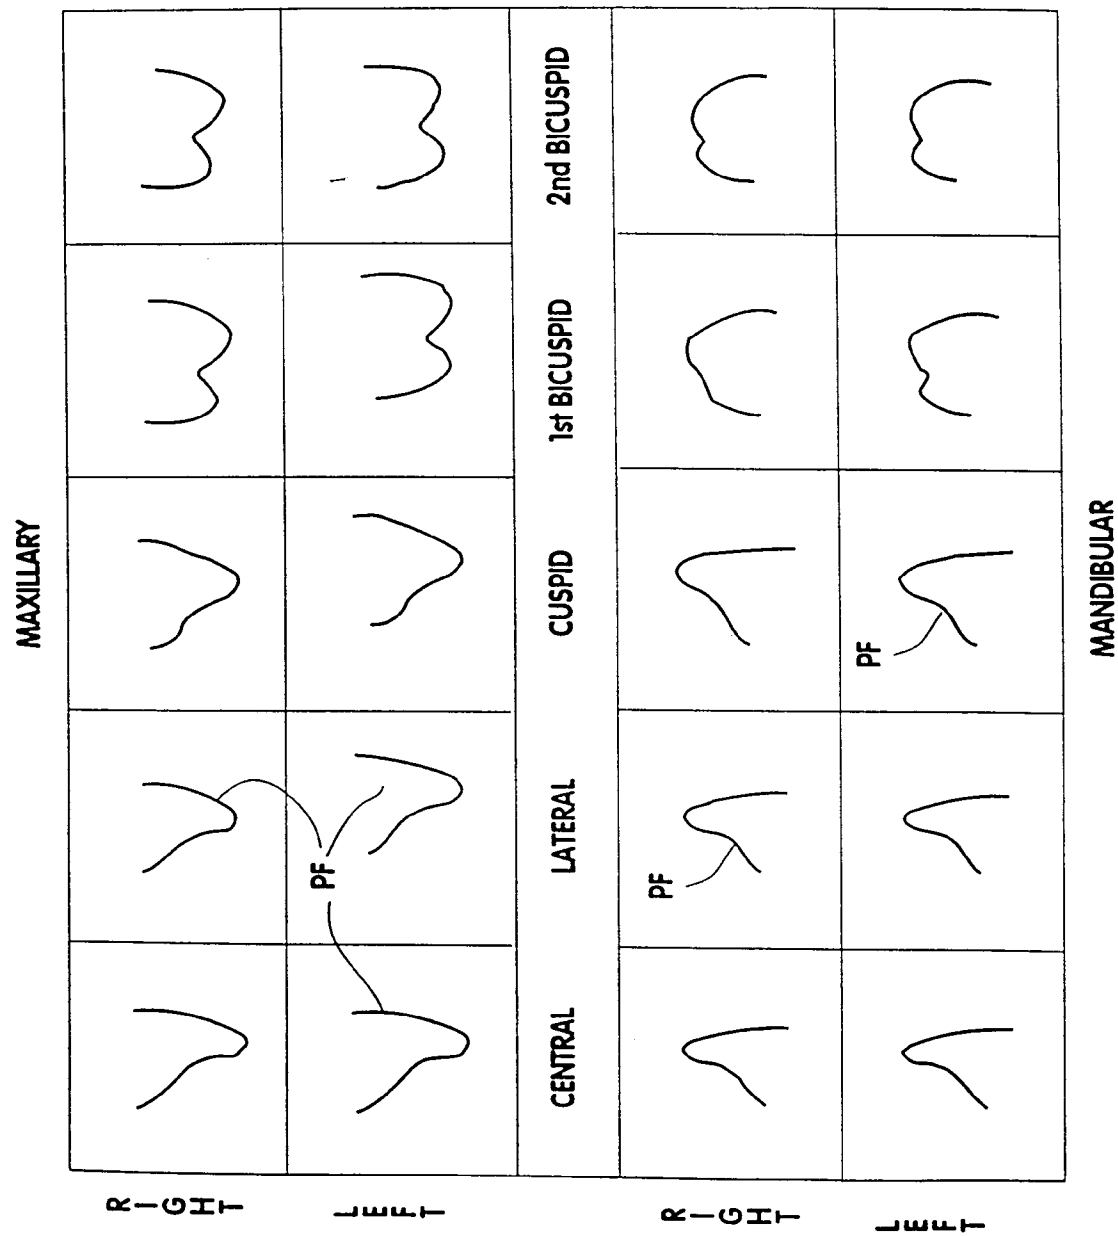 MAXILLARY
RIGHT
LEFT
PF
CENTRAL LATERAL CUSPID 1st BICUSPID 2nd BICUSPID
RIGHT
PF
LEFT
PF
MANDIBULAR